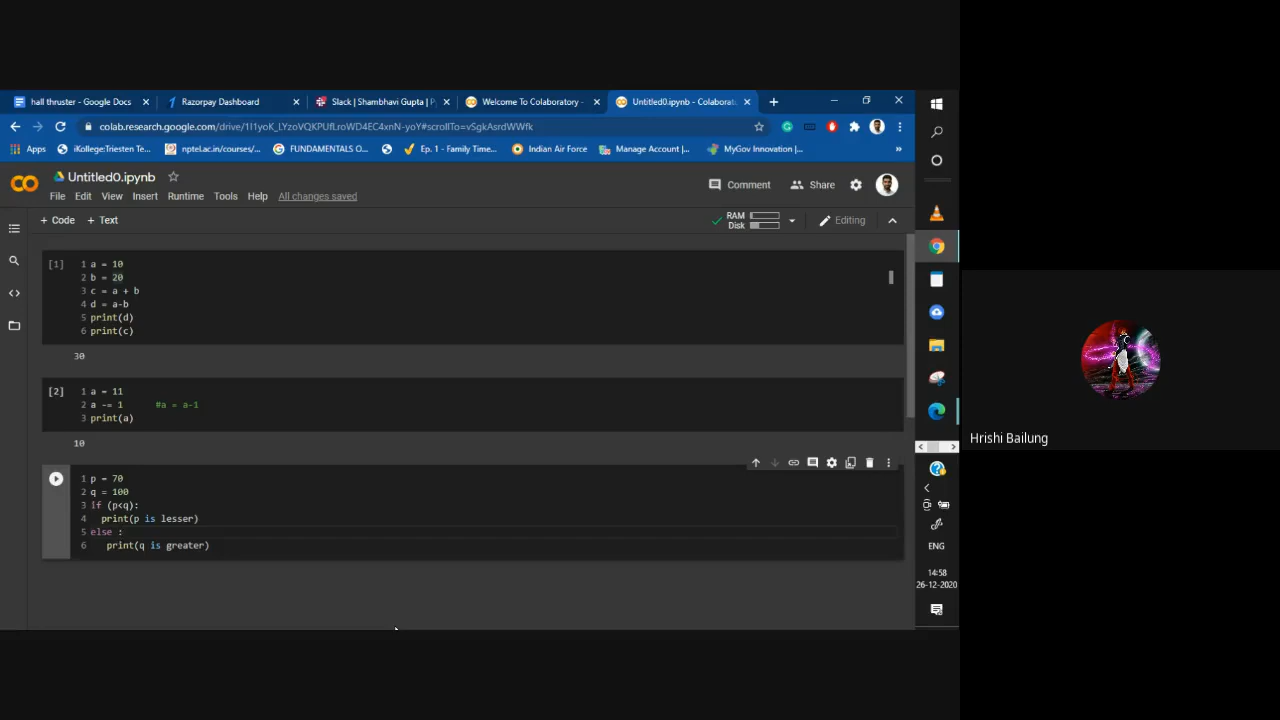 hall thruster - Google Docs
Razorpay Dashboard
Slack | Shambhavi Gupta |
Welcome To Colaboratory -
Untitled0.ipynb - Colaborato
colab.research.google.com/drive/
Apps
iKollege:Triesten Te...
nptel.ac.in/courses/...
FUNDAMENTALS O...
Ep. 1 - Family Time...
Indian Air Force
Manage Account |...
MyGov Innovation |...
»
Untitled0.ipynb
Comment
Share
File Edit View Insert Runtime Tools Help All changes saved
+ Code + Text
RAM
Disk
Editing
[1] 1 a = 10
2 b = 20
3 c = a + b
4 d = a-b
5 print(d)
6 print(c)
30
[2] 1 a = 11
2 a -= 1 #a = a-1
3 print(a)
10
1 p = 70
2 q = 100
3 if (p<q):
4 print(p is lesser)
5 else :
6 print(q is greater)
ENG
14:58
26-12-2020
Hrishi Bailung